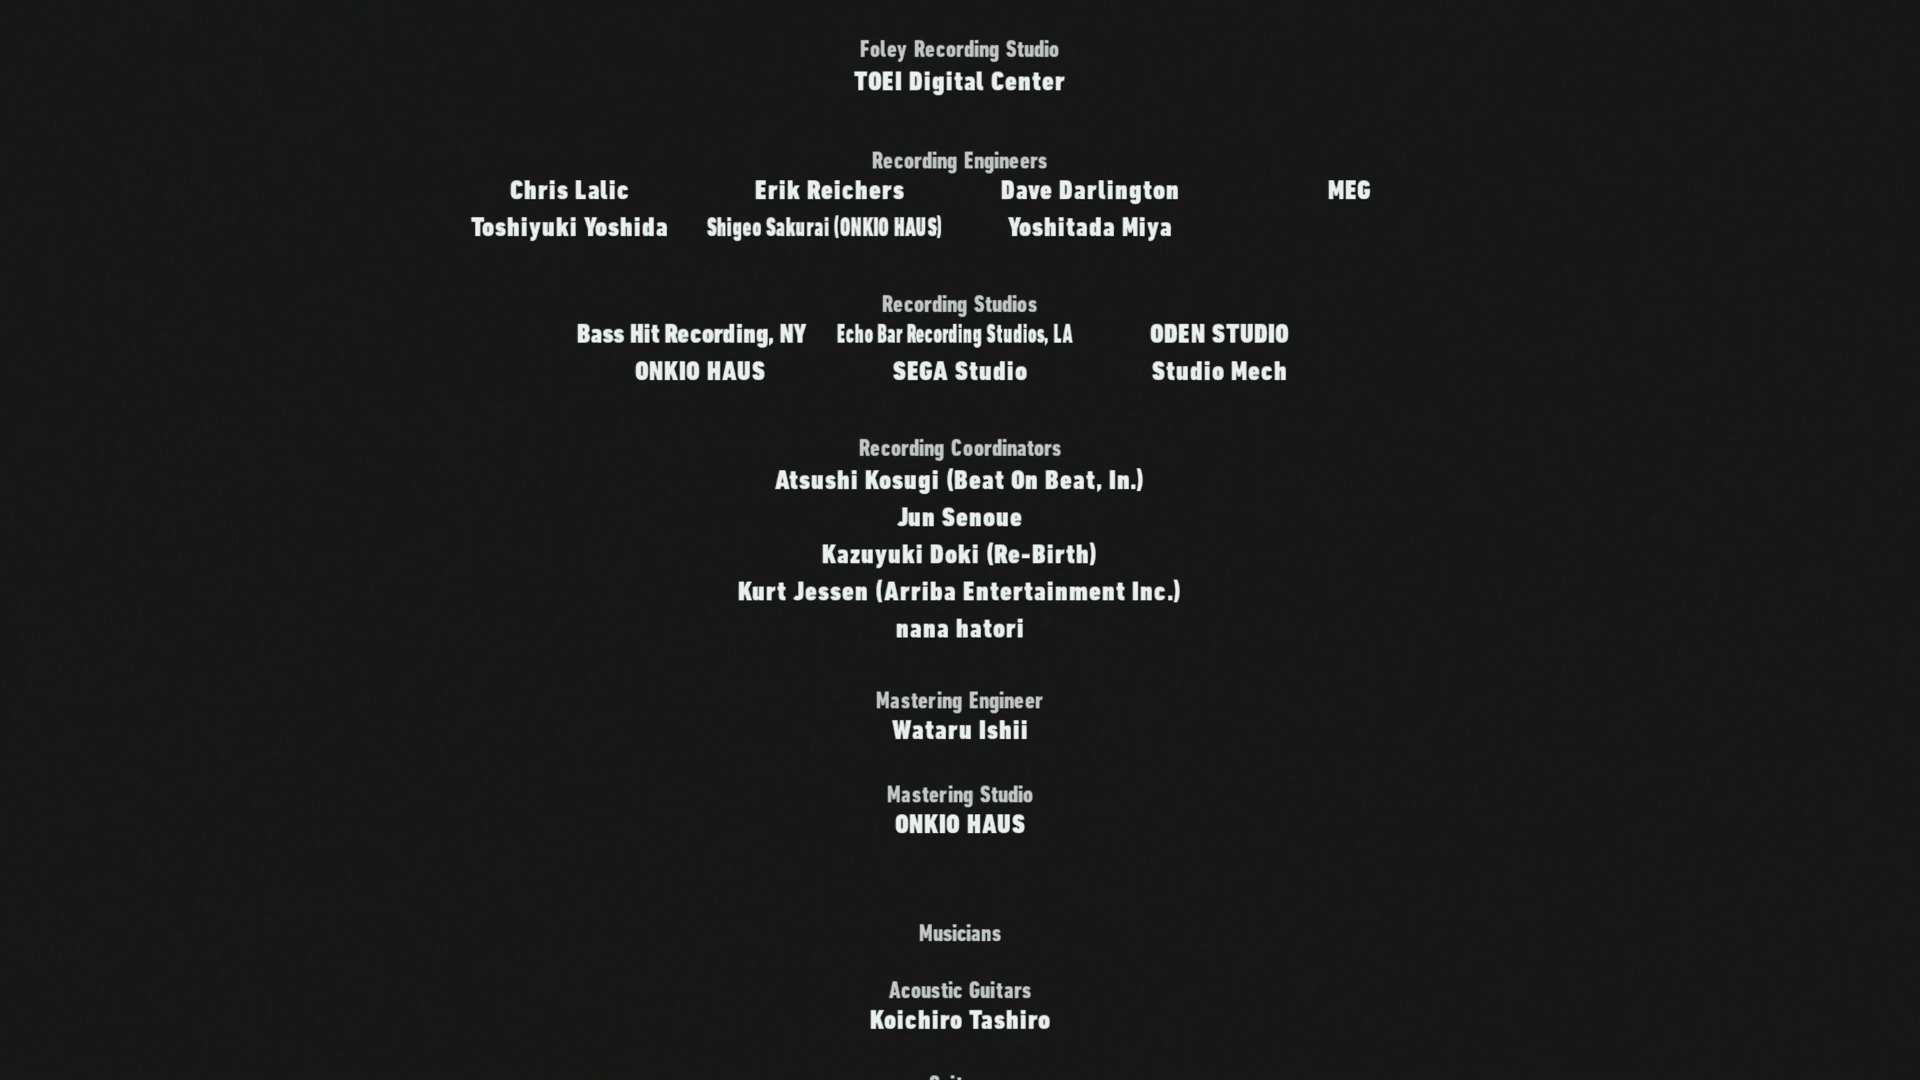 Foley Recording Studio
TOEI Digital Center
Recording Engineers
Chris Lalic Erik Reichers Dave Darlington MEG
Toshiyuki Yoshida Shigeo Sakurai (ONKIO HAUS) Yoshitada Miya
Recording Studios
Bass Hit Recording, NY Echo Bar Recording Studios, LA ODEN STUDIO
ONKIO HAUS SEGA Studio Studio Mech
Recording Coordinators
Atsushi Kosugi (Beat On Beat, In.)
Jun Senoue
Kazuyuki Doki (Re-Birth)
Kurt Jessen (Arriba Entertainment Inc.)
nana hatori
Mastering Engineer
Wataru Ishii
Mastering Studio
ONKIO HAUS
Musicians
Acoustic Guitars
Koichiro Tashiro